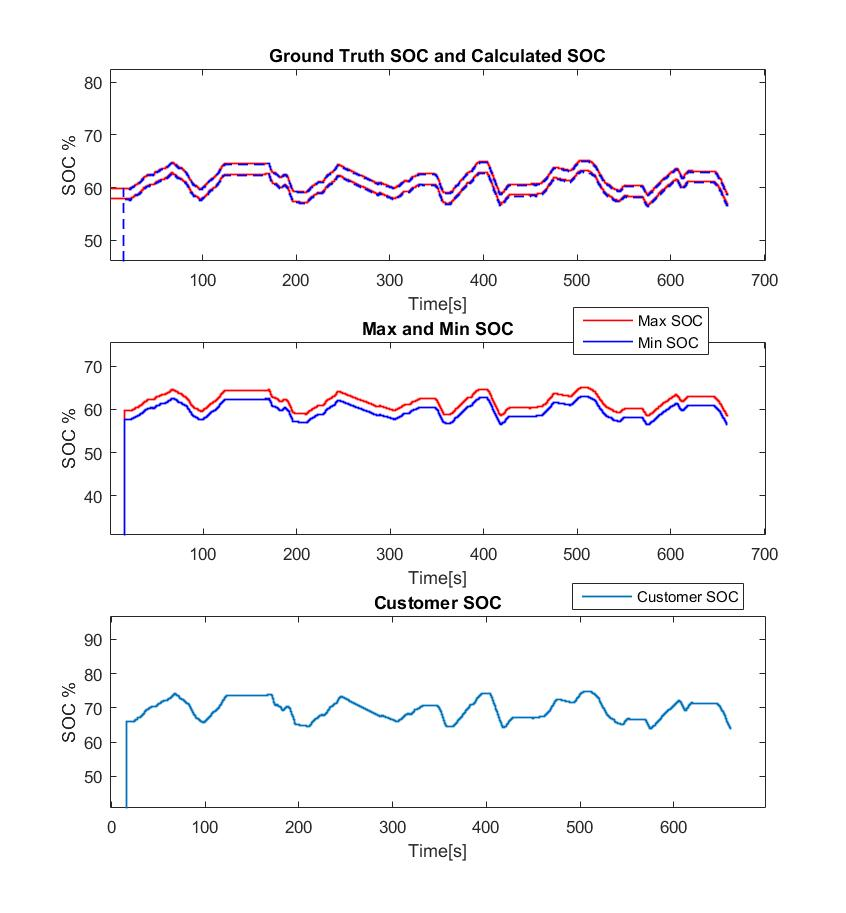 Ground Truth SOC and Calculated SOC
80
70
60
50
SOC %
100 200 300 400 500 600 700
Time[s]
Max and Min SOC
Max SOC
Min SOC
70
60
50
40
SOC %
100 200 300 400 500 600 700
Time[s]
Customer SOC
Customer SOC
90
80
70
60
50
SOC %
0 100 200 300 400 500 600
Time[s]